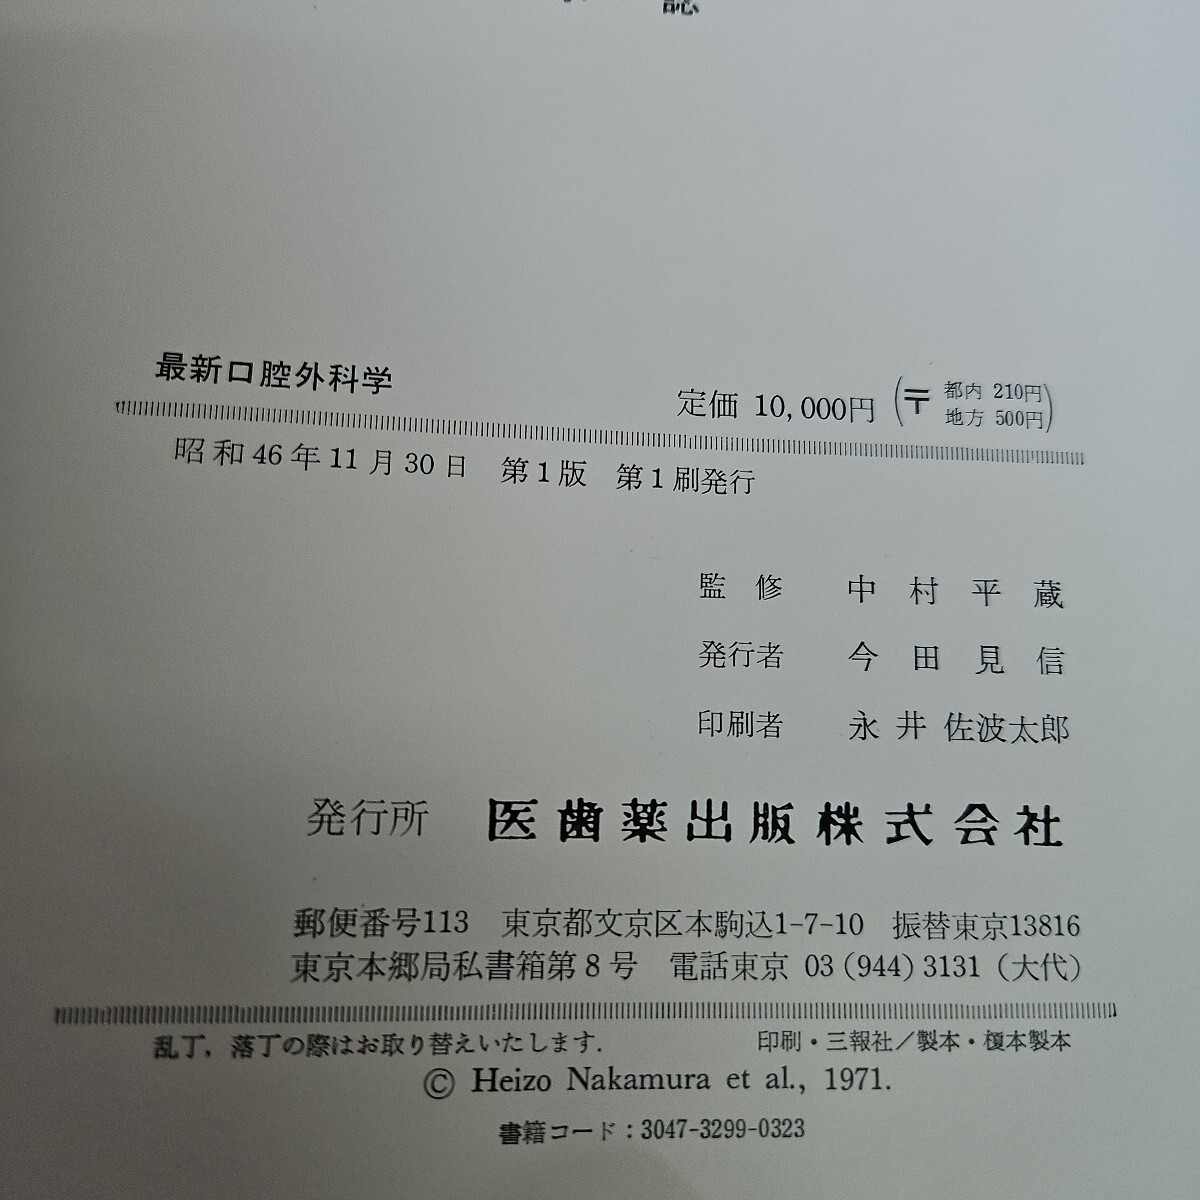 誌
最新口腔外科学
定価 10,000円 (〒 都内 210円 地方 500円)
昭和46年11月30日 第1版 第1刷発行
監修 中村平蔵
発行者 今田見信
印刷者 永井佐波太郎
発行所 医歯薬出版株式会社
郵便番号113 東京都文京区本駒込1-7-10 振替東京13816
東京本郷局私書箱第8号 電話東京 03(944)3131(大代)
乱丁,落丁の際はお取り替えいたします. 印刷・三報社/製本・榎本製本
© Heizo Nakamura et al., 1971.
書籍コード:3047-3299-0323